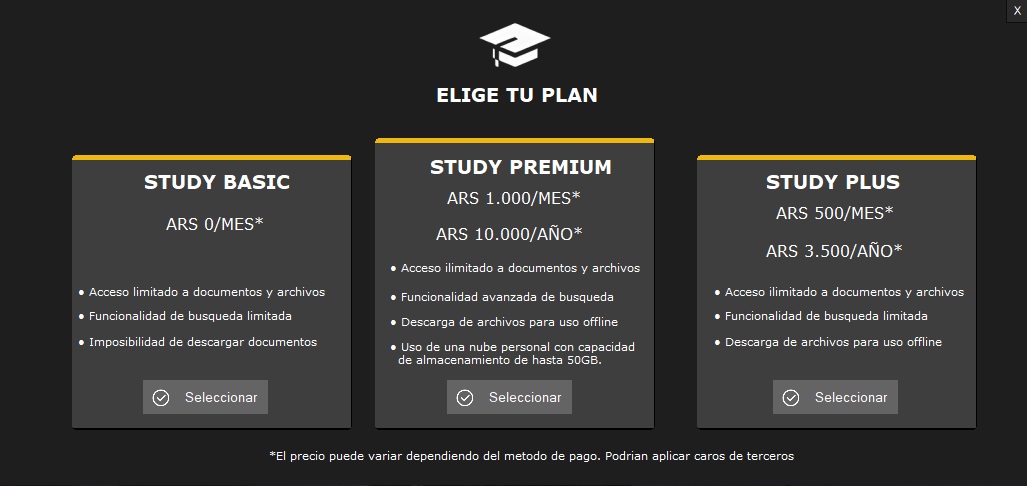 X
ELIGE TU PLAN
STUDY BASIC
ARS 0/MES*
• Acceso limitado a documentos y archivos
• Funcionalidad de busqueda limitada
• Imposibilidad de descargar documentos
Seleccionar
STUDY PREMIUM
ARS 1.000/MES*
ARS 10.000/AÑO*
• Acceso ilimitado a documentos y archivos
• Funcionalidad avanzada de busqueda
• Descarga de archivos para uso offline
• Uso de una nube personal con capacidad
de almacenamiento de hasta 50GB.
Seleccionar
STUDY PLUS
ARS 500/MES*
ARS 3.500/AÑO*
• Acceso ilimitado a documentos y archivos
• Funcionalidad de busqueda limitada
• Descarga de archivos para uso offline
Seleccionar
*El precio puede variar dependiendo del metodo de pago. Podrian aplicar caros de terceros